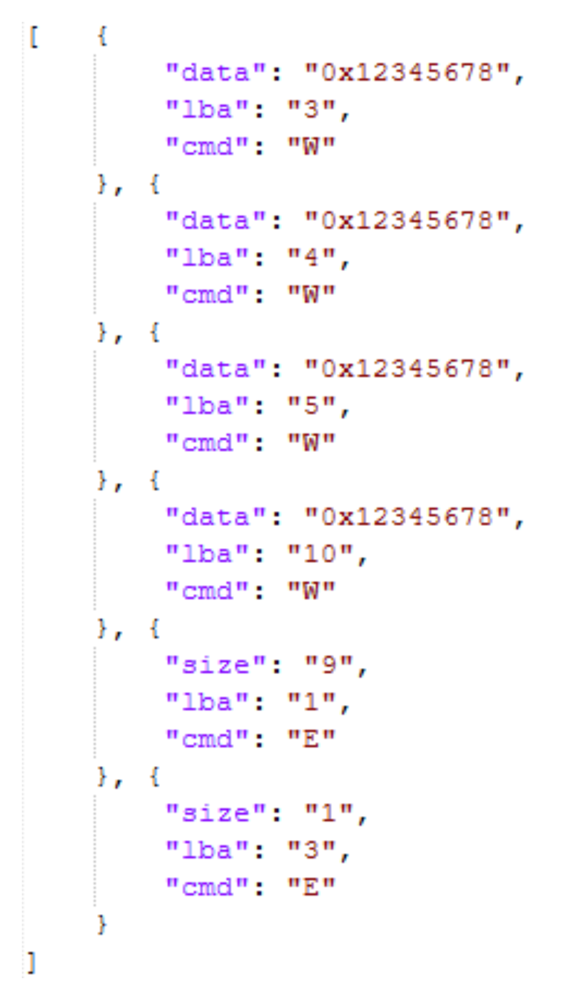 [    {
"data": "0x12345678",
"lba": "3",
"cmd": "W"
}, {
"data": "0x12345678",
"lba": "4",
"cmd": "W"
}, {
"data": "0x12345678",
"lba": "5",
"cmd": "W"
}, {
"data": "0x12345678",
"lba": "10",
"cmd": "W"
}, {
"size": "9",
"lba": "1",
"cmd": "E"
}, {
"size": "1",
"lba": "3",
"cmd": "E"
}
]